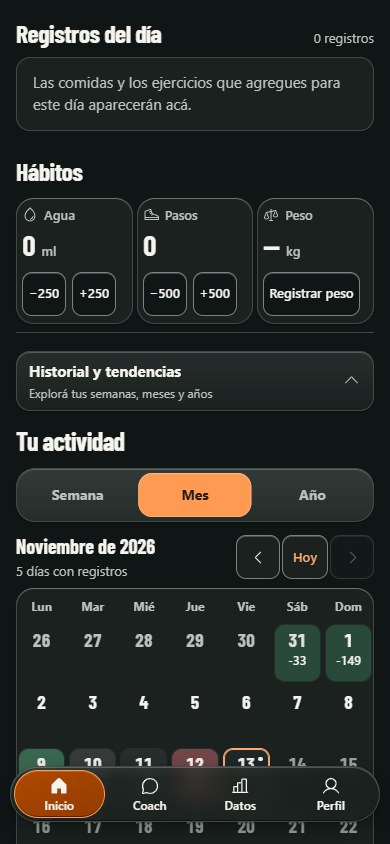 Registros del día
0 registros
Las comidas y los ejercicios que agregues para
este día aparecerán acá.
Hábitos
Agua
0 ml
−250 +250
Pasos
0
−500 +500
Peso
– kg
Registrar peso
Historial y tendencias
Explorá tus semanas, meses y años
Tu actividad
Semana Mes Año
Noviembre de 2026
5 días con registros
Hoy
Lun Mar Mié Jue Vie Sáb Dom
26 27 28 29 30 31 1
-33 -149
2 3 4 5 6 7 8
9 10 11 12 13 14 15
Inicio Coach Datos Perfil
16 17 18 19 20 21 22